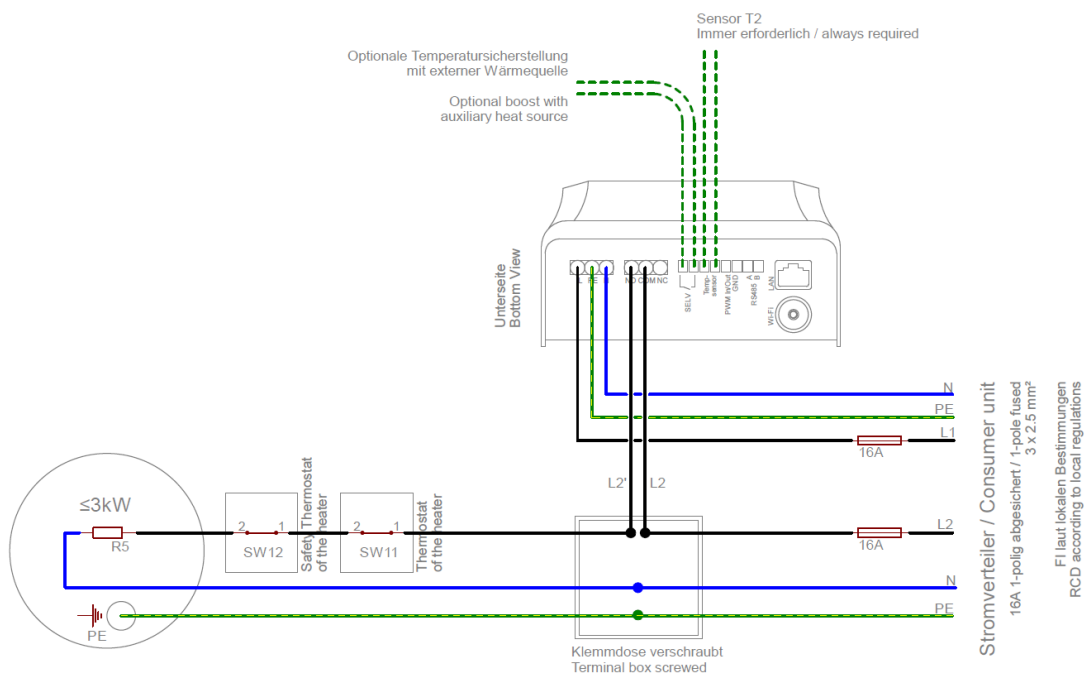 Sensor T2
Immer erforderlich / always required
Optionale Temperatursicherstellung
mit externer Wärmequelle
Optional boost with
auxiliary heat source
Unterseite
Bottom View
L
PE
N
NO
COM
NC
SELV
Temp-
sensor
PWM In/Out
GND
RS485
A
B
LAN
Wi-Fi
N
PE
L1
16A
L2'
L2
L2
16A
N
PE
≤3kW
R5
2
1
SW12
Safety Thermostat
of the heater
2
1
SW11
Thermostat
of the heater
PE
Klemmdose verschraubt
Terminal box screwed
Stromverteiler / Consumer unit
16A 1-polig abgesichert / 1-pole fused
3 x 2.5 mm²
FI laut lokalen Bestimmungen
RCD according to local regulations